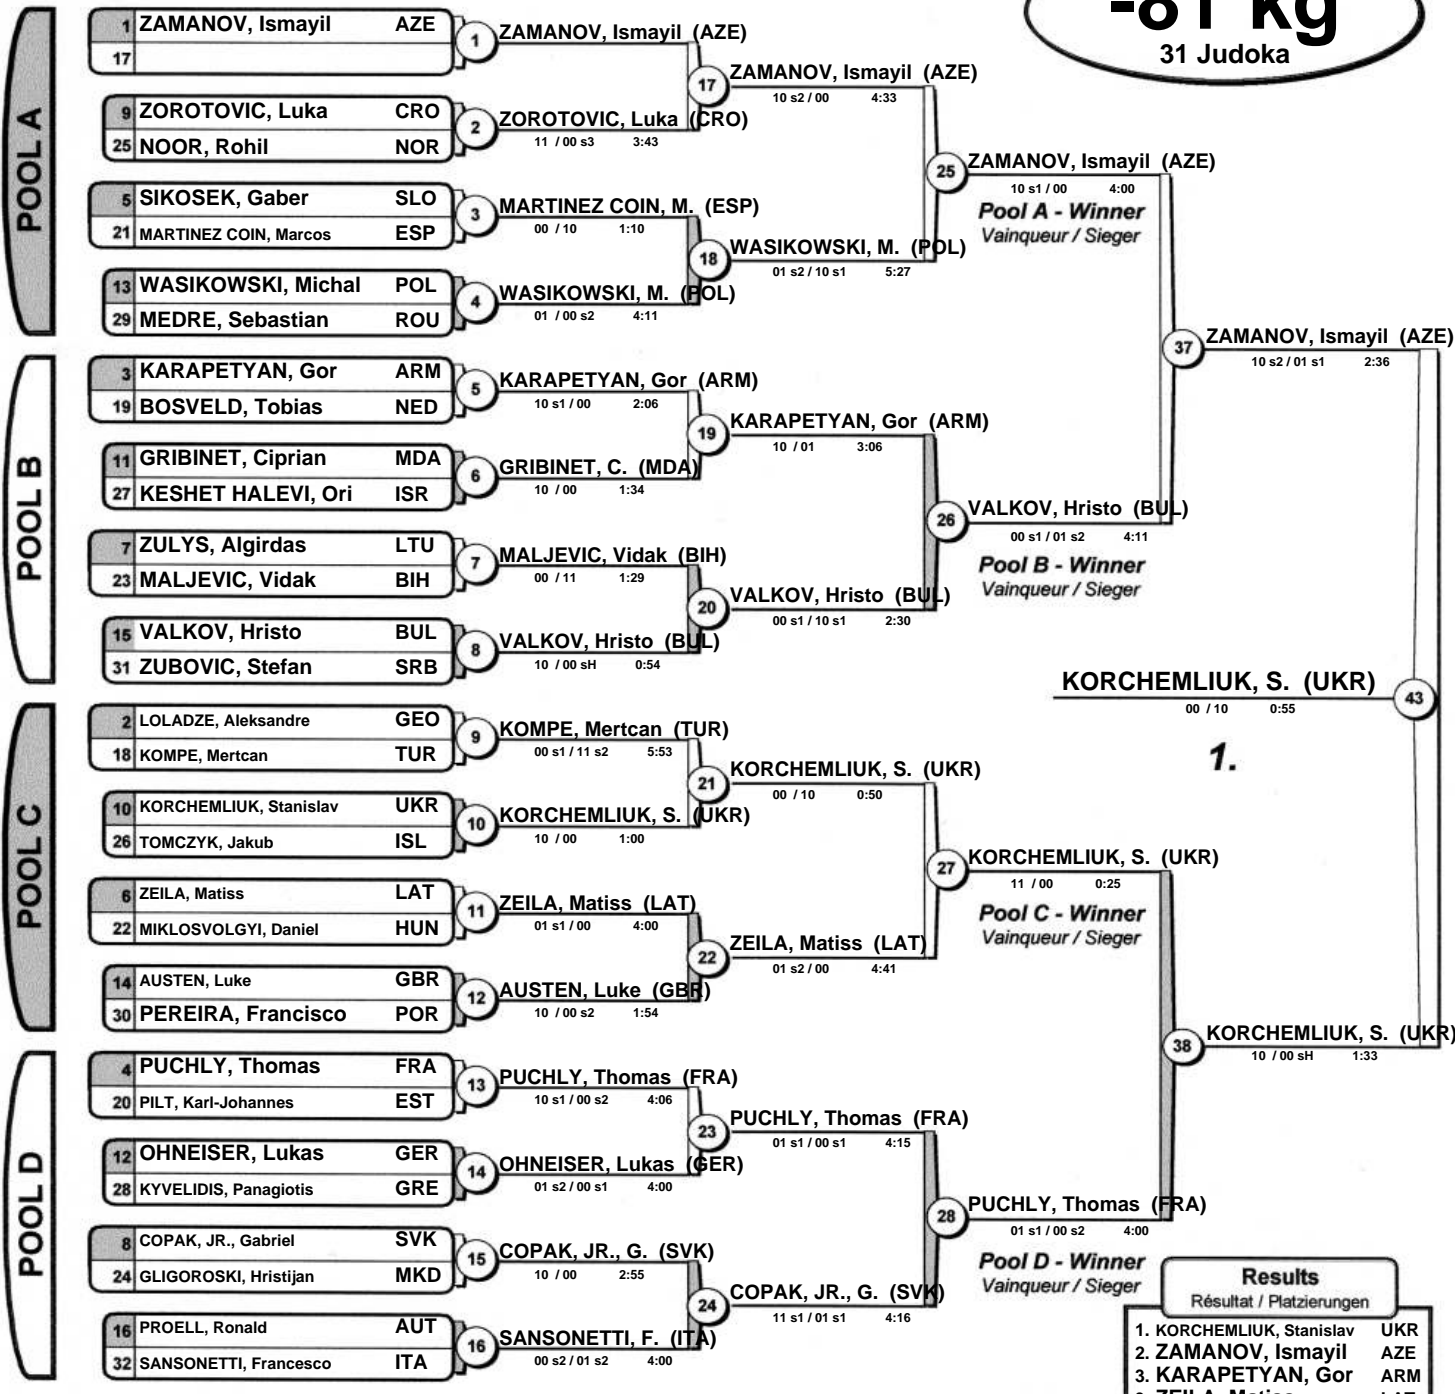 -81 kg
31 Judoka
POOL A
1 ZAMANOV, Ismayil AZE
17
9 ZOROTOVIC, Luka CRO
25 NOOR, Rohil NOR
5 SIKOSEK, Gaber SLO
21 MARTINEZ COIN, Marcos ESP
13 WASIKOWSKI, Michal POL
29 MEDRE, Sebastian ROU
POOL B
3 KARAPETYAN, Gor ARM
19 BOSVELD, Tobias NED
11 GRIBINET, Ciprian MDA
27 KESHET HALEVI, Ori ISR
7 ZULYS, Algirdas LTU
23 MALJEVIC, Vidak BIH
15 VALKOV, Hristo BUL
31 ZUBOVIC, Stefan SRB
POOL C
2 LOLADZE, Aleksandre GEO
18 KOMPE, Mertcan TUR
10 KORCHEMLIUK, Stanislav UKR
26 TOMCZYK, Jakub ISL
6 ZEILA, Matiss LAT
22 MIKLOSVOLGYI, Daniel HUN
14 AUSTEN, Luke GBR
30 PEREIRA, Francisco POR
POOL D
4 PUCHLY, Thomas FRA
20 PILT, Karl-Johannes EST
12 OHNEISER, Lukas GER
28 KYVELIDIS, Panagiotis GRE
8 COPAK, JR., Gabriel SVK
24 GLIGOROSKI, Hristijan MKD
16 PROELL, Ronald AUT
32 SANSONETTI, Francesco ITA
1 ZAMANOV, Ismayil (AZE)
2 ZOROTOVIC, Luka (CRO)
11 / 00 s3 3:43
3 MARTINEZ COIN, M. (ESP)
00 / 10 1:10
4 WASIKOWSKI, M. (POL)
01 / 00 s2 4:11
5 KARAPETYAN, Gor (ARM)
10 s1 / 00 2:06
6 GRIBINET, C. (MDA)
10 / 00 1:34
7 MALJEVIC, Vidak (BIH)
00 / 11 1:29
8 VALKOV, Hristo (BUL)
10 / 00 sH 0:54
9 KOMPE, Mertcan (TUR)
00 s1 / 11 s2 5:53
10 KORCHEMLIUK, S. (UKR)
10 / 00 1:00
11 ZEILA, Matiss (LAT)
01 s1 / 00 4:00
12 AUSTEN, Luke (GBR)
10 / 00 s2 1:54
13 PUCHLY, Thomas (FRA)
10 s1 / 00 s2 4:06
14 OHNEISER, Lukas (GER)
01 s2 / 00 s1 4:00
15 COPAK, JR., G. (SVK)
10 / 00 2:55
16 SANSONETTI, F. (ITA)
00 s2 / 01 s2 4:00
17 ZAMANOV, Ismayil (AZE)
10 s2 / 00 4:33
18 WASIKOWSKI, M. (POL)
01 s2 / 10 s1 5:27
19 KARAPETYAN, Gor (ARM)
10 / 01 3:06
20 VALKOV, Hristo (BUL)
00 s1 / 10 s1 2:30
21 KORCHEMLIUK, S. (UKR)
00 / 10 0:50
22 ZEILA, Matiss (LAT)
01 s2 / 00 4:41
23 PUCHLY, Thomas (FRA)
01 s1 / 00 s1 4:15
24 COPAK, JR., G. (SVK)
11 s1 / 01 s1 4:16
25 ZAMANOV, Ismayil (AZE)
10 s1 / 00 4:00
Pool A - Winner
Vainqueur / Sieger
26 VALKOV, Hristo (BUL)
00 s1 / 01 s2 4:11
Pool B - Winner
Vainqueur / Sieger
27 KORCHEMLIUK, S. (UKR)
11 / 00 0:25
Pool C - Winner
Vainqueur / Sieger
28 PUCHLY, Thomas (FRA)
01 s1 / 00 s2 4:00
Pool D - Winner
Vainqueur / Sieger
37 ZAMANOV, Ismayil (AZE)
10 s2 / 01 s1 2:36
38 KORCHEMLIUK, S. (UKR)
10 / 00 sH 1:33
KORCHEMLIUK, S. (UKR) 43
00 / 10 0:55
1.
Results
Résultat / Platzierungen
1. KORCHEMLIUK, Stanislav UKR
2. ZAMANOV, Ismayil AZE
3. KARAPETYAN, Gor ARM